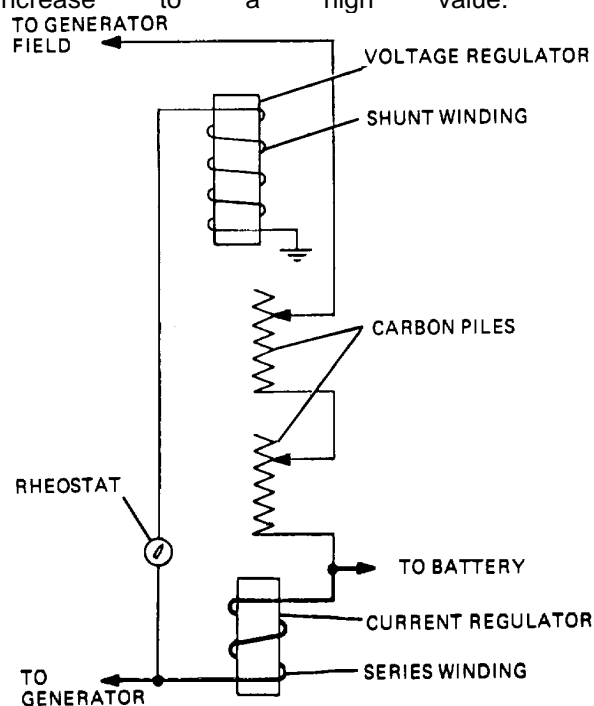 increase to a high value.
TO GENERATOR
FIELD
VOLTAGE REGULATOR
SHUNT WINDING
CARBON PILES
RHEOSTAT
TO BATTERY
CURRENT REGULATOR
SERIES WINDING
TO
GENERATOR